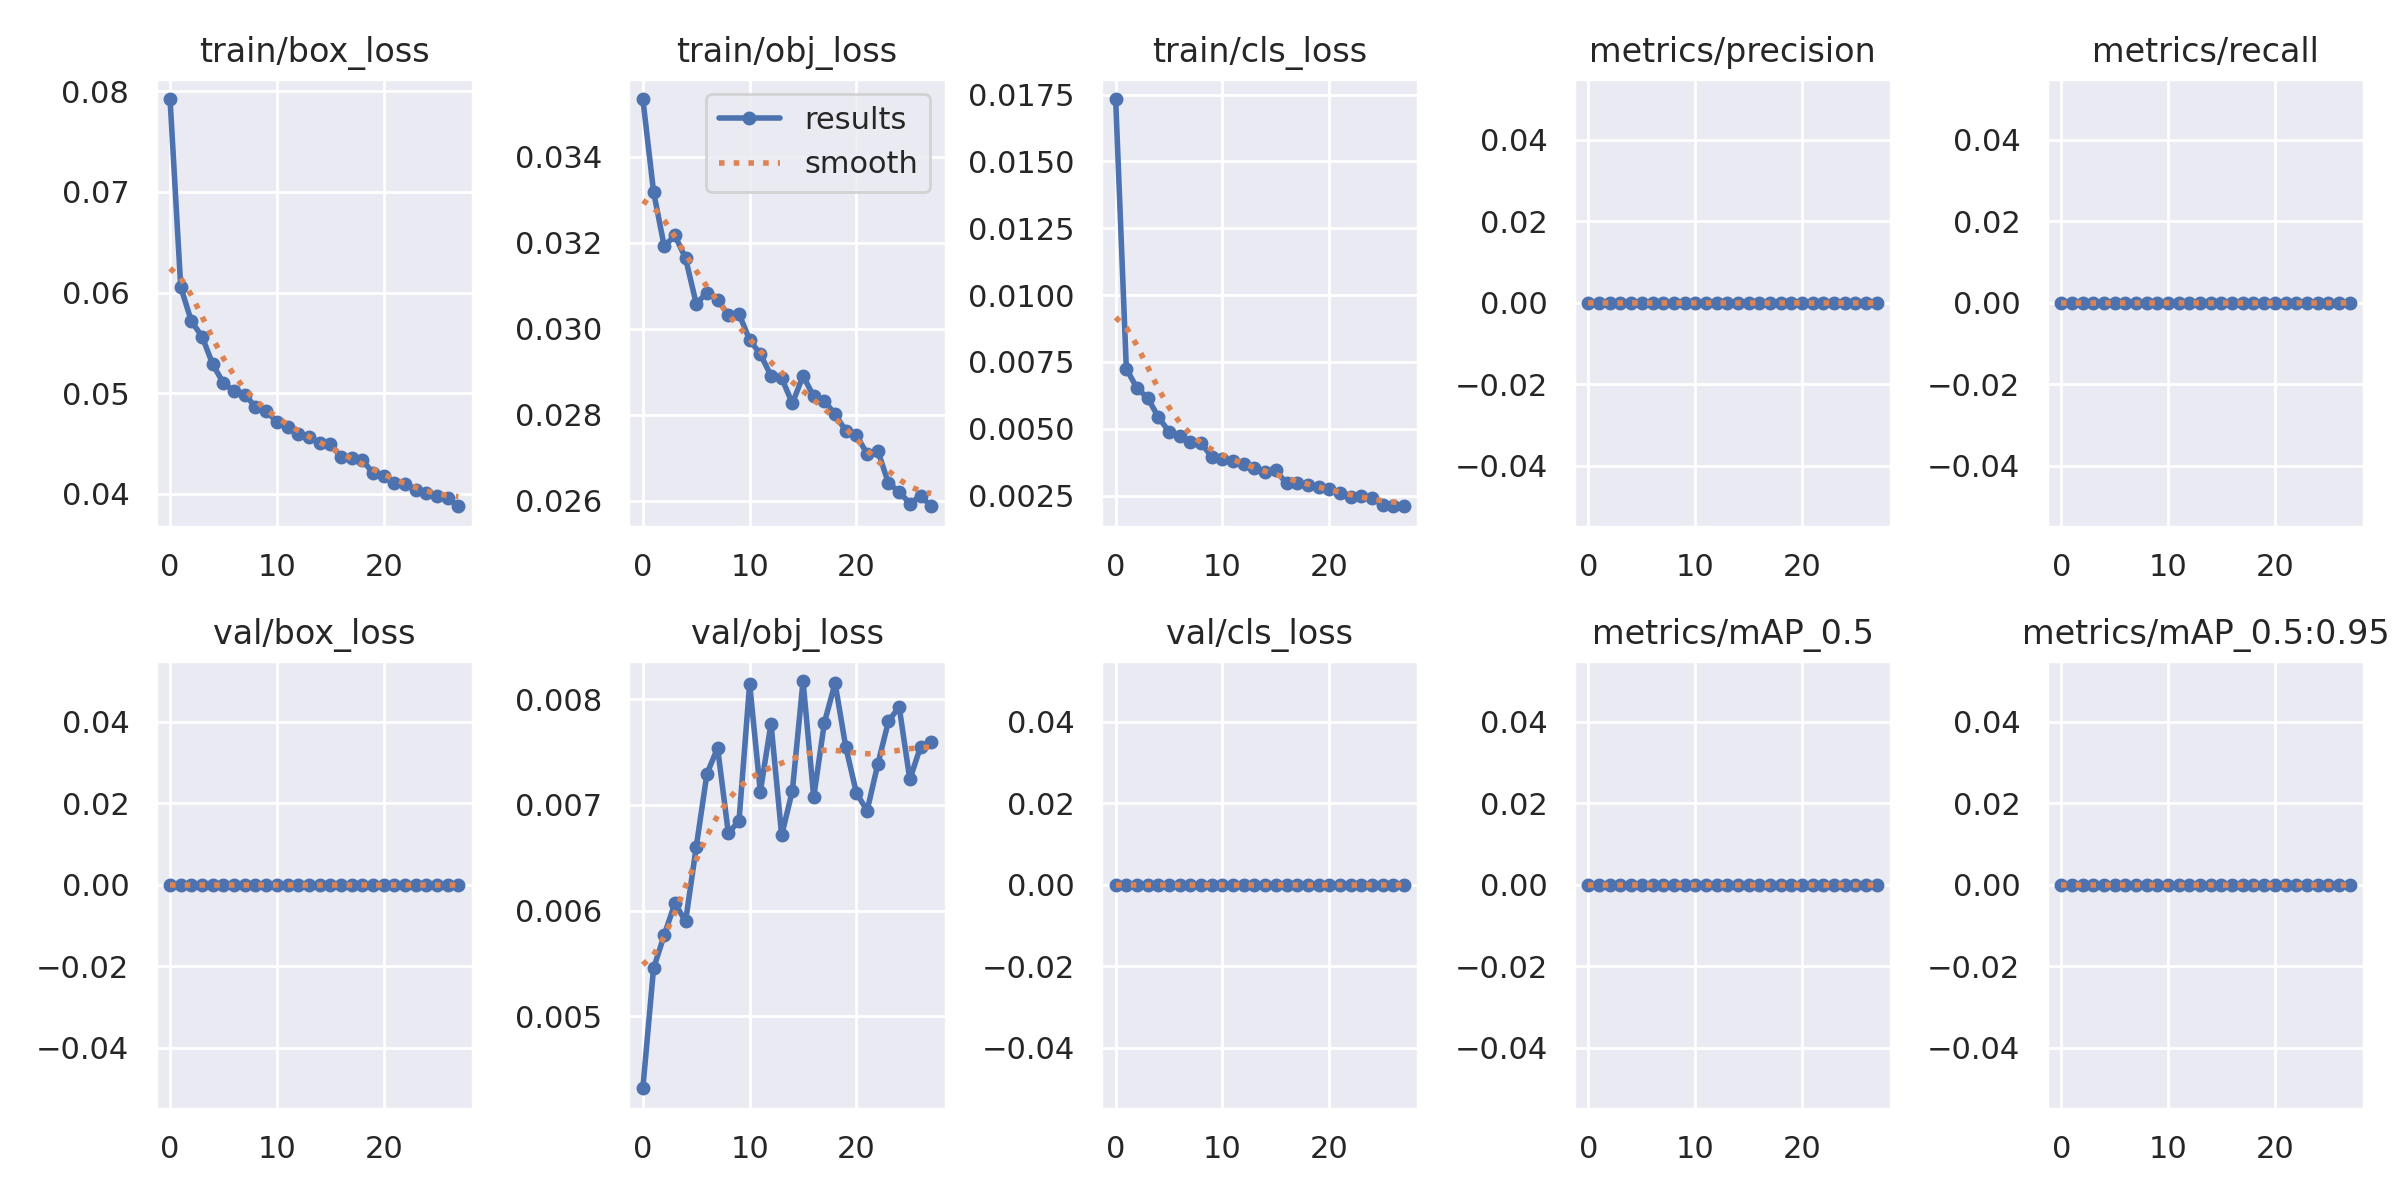 train/box_loss
0.08
0.07
0.06
0.05
0.04
0 10 20
train/obj_loss
results
smooth
0.034
0.032
0.030
0.028
0.026
0 10 20
train/cls_loss
0.0175
0.0150
0.0125
0.0100
0.0075
0.0050
0.0025
0 10 20
metrics/precision
0.04
0.02
0.00
−0.02
−0.04
0 10 20
metrics/recall
0.04
0.02
0.00
−0.02
−0.04
0 10 20
val/box_loss
0.04
0.02
0.00
−0.02
−0.04
0 10 20
val/obj_loss
0.008
0.007
0.006
0.005
0 10 20
val/cls_loss
0.04
0.02
0.00
−0.02
−0.04
0 10 20
metrics/mAP_0.5
0.04
0.02
0.00
−0.02
−0.04
0 10 20
metrics/mAP_0.5:0.95
0.04
0.02
0.00
−0.02
−0.04
0 10 20